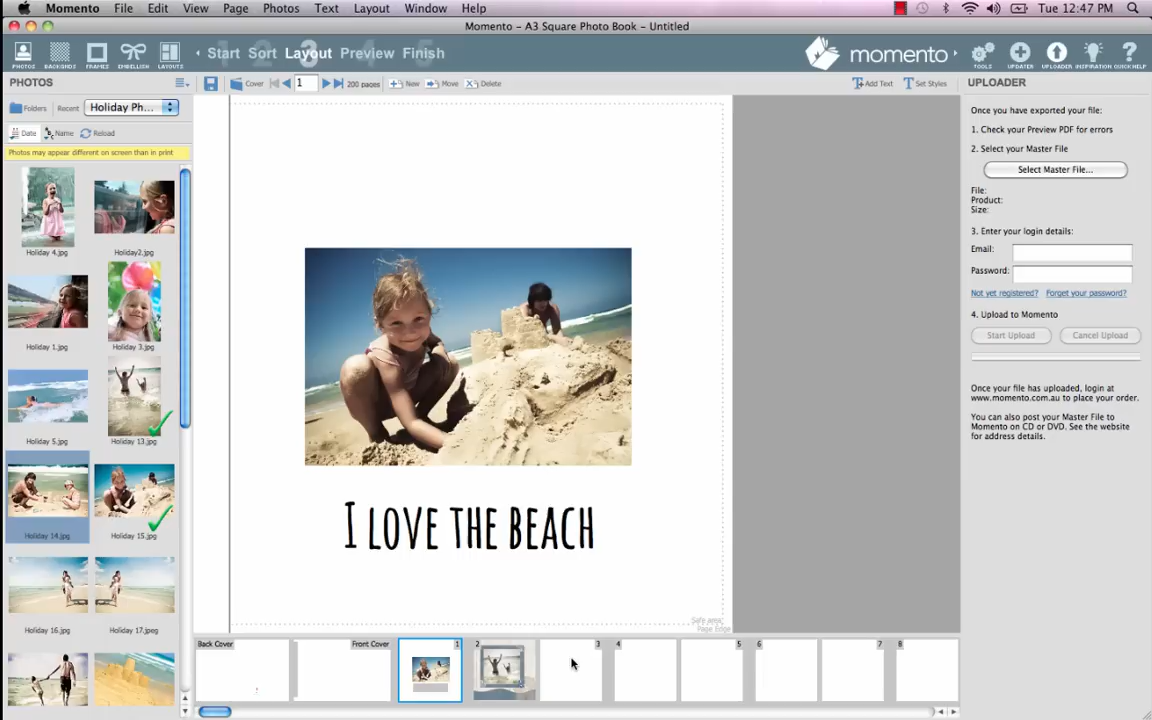 Momento File Edit View Page Photos Text Layout Window Help Tue 12:47 PM
Momento – A3 Square Photo Book – Untitled
PHOTOS BACKGNDS FRAMES EMBELLISH LAYOUTS Start Sort Layout Preview Finish momento TOOLS UPDATER UPLOADER INSPIRATION QUICK HELP
PHOTOS Cover 1 200 pages New Move Delete Add Text Set Styles UPLOADER
Folders Recent Holiday Ph...
Date Name Reload
Photos may appear different on screen than in print
Holiday 4.jpg Holiday2.jpg
Holiday 1.jpg Holiday 3.jpg
Holiday 5.jpg Holiday 13.jpg
Holiday 14.jpg Holiday 15.jpg
Holiday 16.jpg Holiday 17.jpeg
I LOVE THE BEACH
Safe area
Page Edge
Back Cover Front Cover 1 2 3 4 5 6 7 8
Once you have exported your file:
1. Check your Preview PDF for errors
2. Select your Master File
Select Master File...
File:
Product:
Size:
3. Enter your login details:
Email:
Password:
Not yet registered? Forget your password?
4. Upload to Momento
Start Upload Cancel Upload
Once your file has uploaded, login at
www.momento.com.au to place your order.
You can also post your Master File to
Momento on CD or DVD. See the website
for address details.